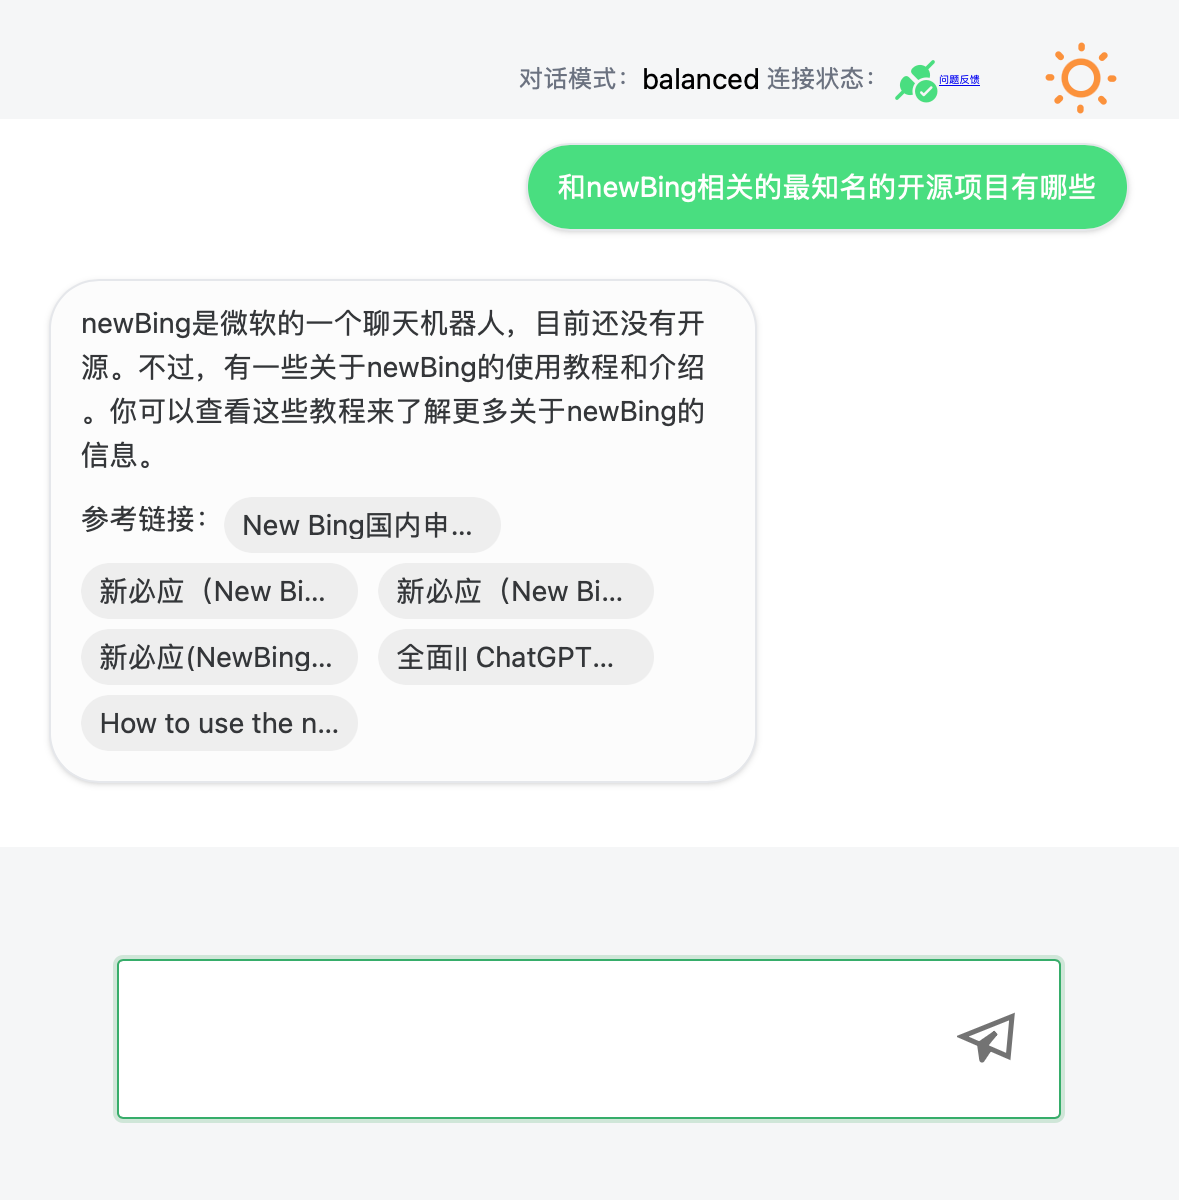 对话模式： balanced 连接状态： 问题反馈
和newBing相关的最知名的开源项目有哪些
newBing是微软的一个聊天机器人，目前还没有开
源。不过，有一些关于newBing的使用教程和介绍
。你可以查看这些教程来了解更多关于newBing的
信息。
参考链接： New Bing国内申...
新必应（New Bi... 新必应（New Bi...
新必应(NewBing... 全面|| ChatGPT...
How to use the n...